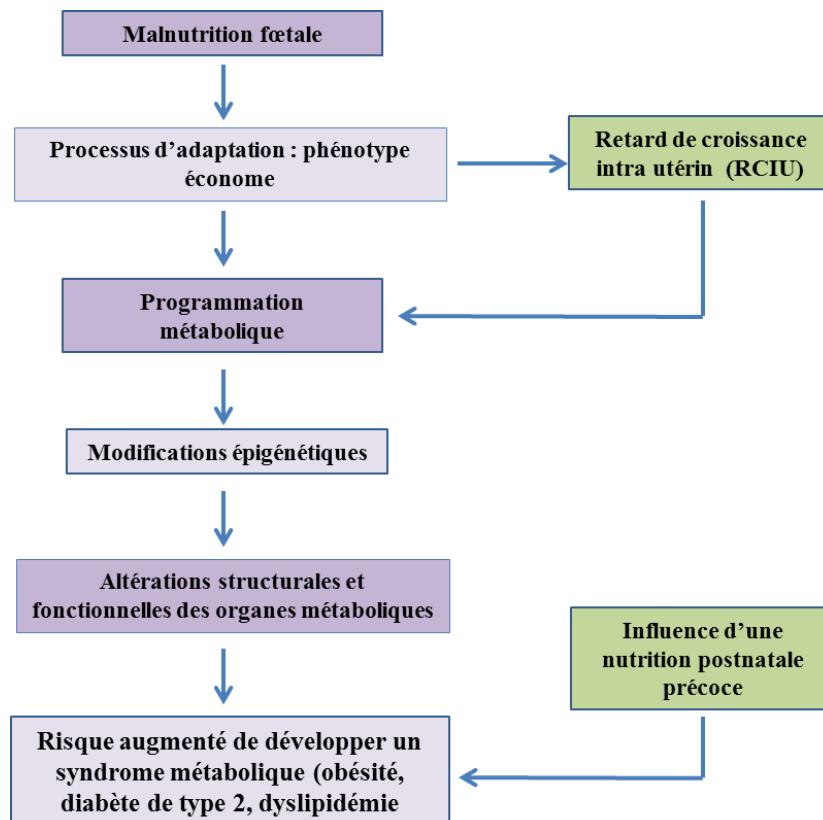 Malnutrition fœtale
Processus d’adaptation : phénotype
économe
Retard de croissance
intra utérin (RCIU)
Programmation
métabolique
Modifications épigénétiques
Altérations structurales et
fonctionnelles des organes métaboliques
Influence d’une
nutrition postnatale
précoce
Risque augmenté de développer un
syndrome métabolique (obésité,
diabète de type 2, dyslipidémie